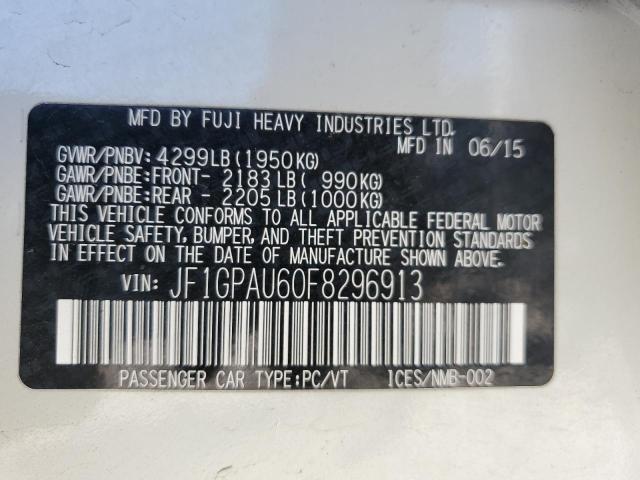 MFD BY FUJI HEAVY INDUSTRIES LTD.
GVWR/PNBV: 4299LB (1950KG) MFD IN 06/15
GAWR/PNBE:FRONT- 2183 LB ( 990KG)
GAWR/PNBE:REAR - 2205 LB (1000KG)
THIS VEHICLE CONFORMS TO ALL APPLICABLE FEDERAL MOTOR
VEHICLE SAFETY, BUMPER, AND THEFT PREVENTION STANDARDS
IN EFFECT ON THE DATE OF MANUFACTURE SHOWN ABOVE.
VIN: JF1GPAU60F8296913
PASSENGER CAR TYPE:PC/VT ICES/NMB-002